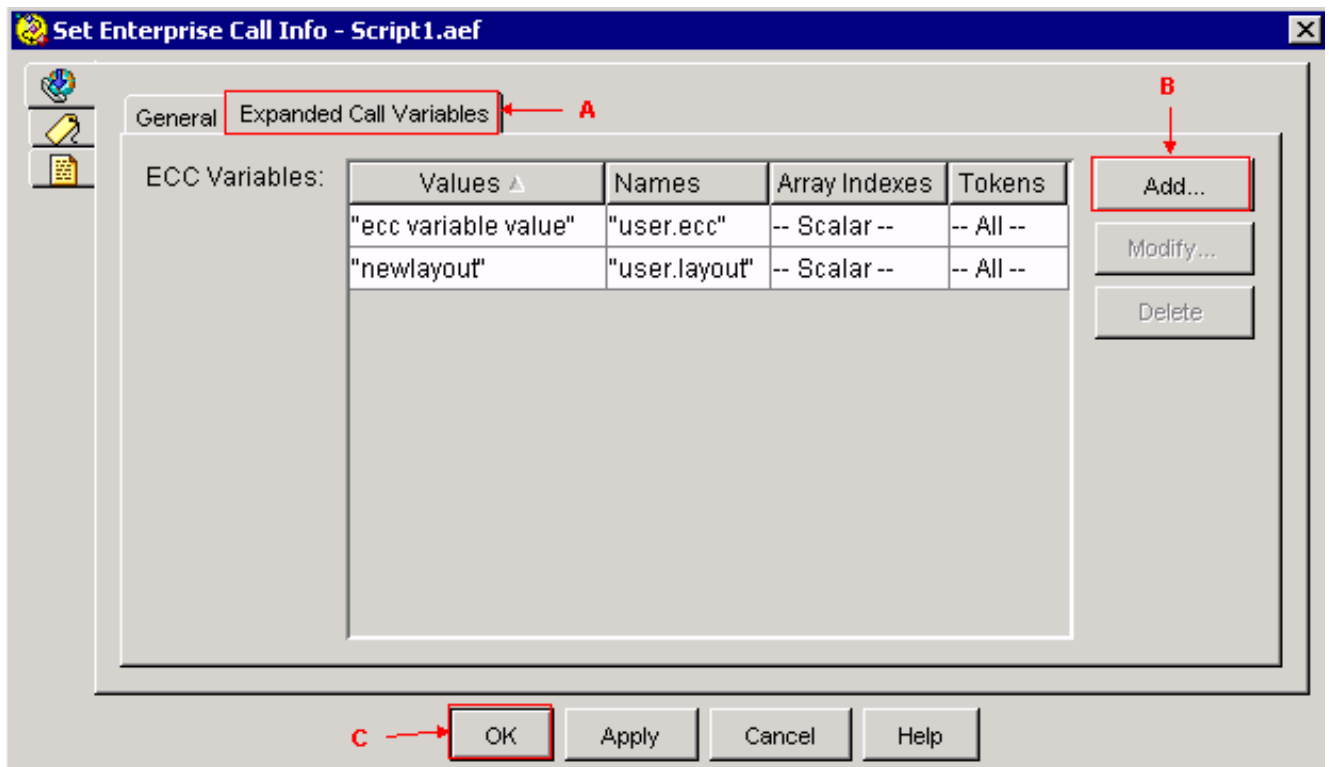 Set Enterprise Call Info - Script1.aef
B
General Expanded Call Variables A
ECC Variables: Values Names Array Indexes Tokens Add...
"ecc variable value" "user.ecc" -- Scalar -- -- All --
"newlayout" "user.layout" -- Scalar -- -- All -- Modify...
Delete
C OK Apply Cancel Help